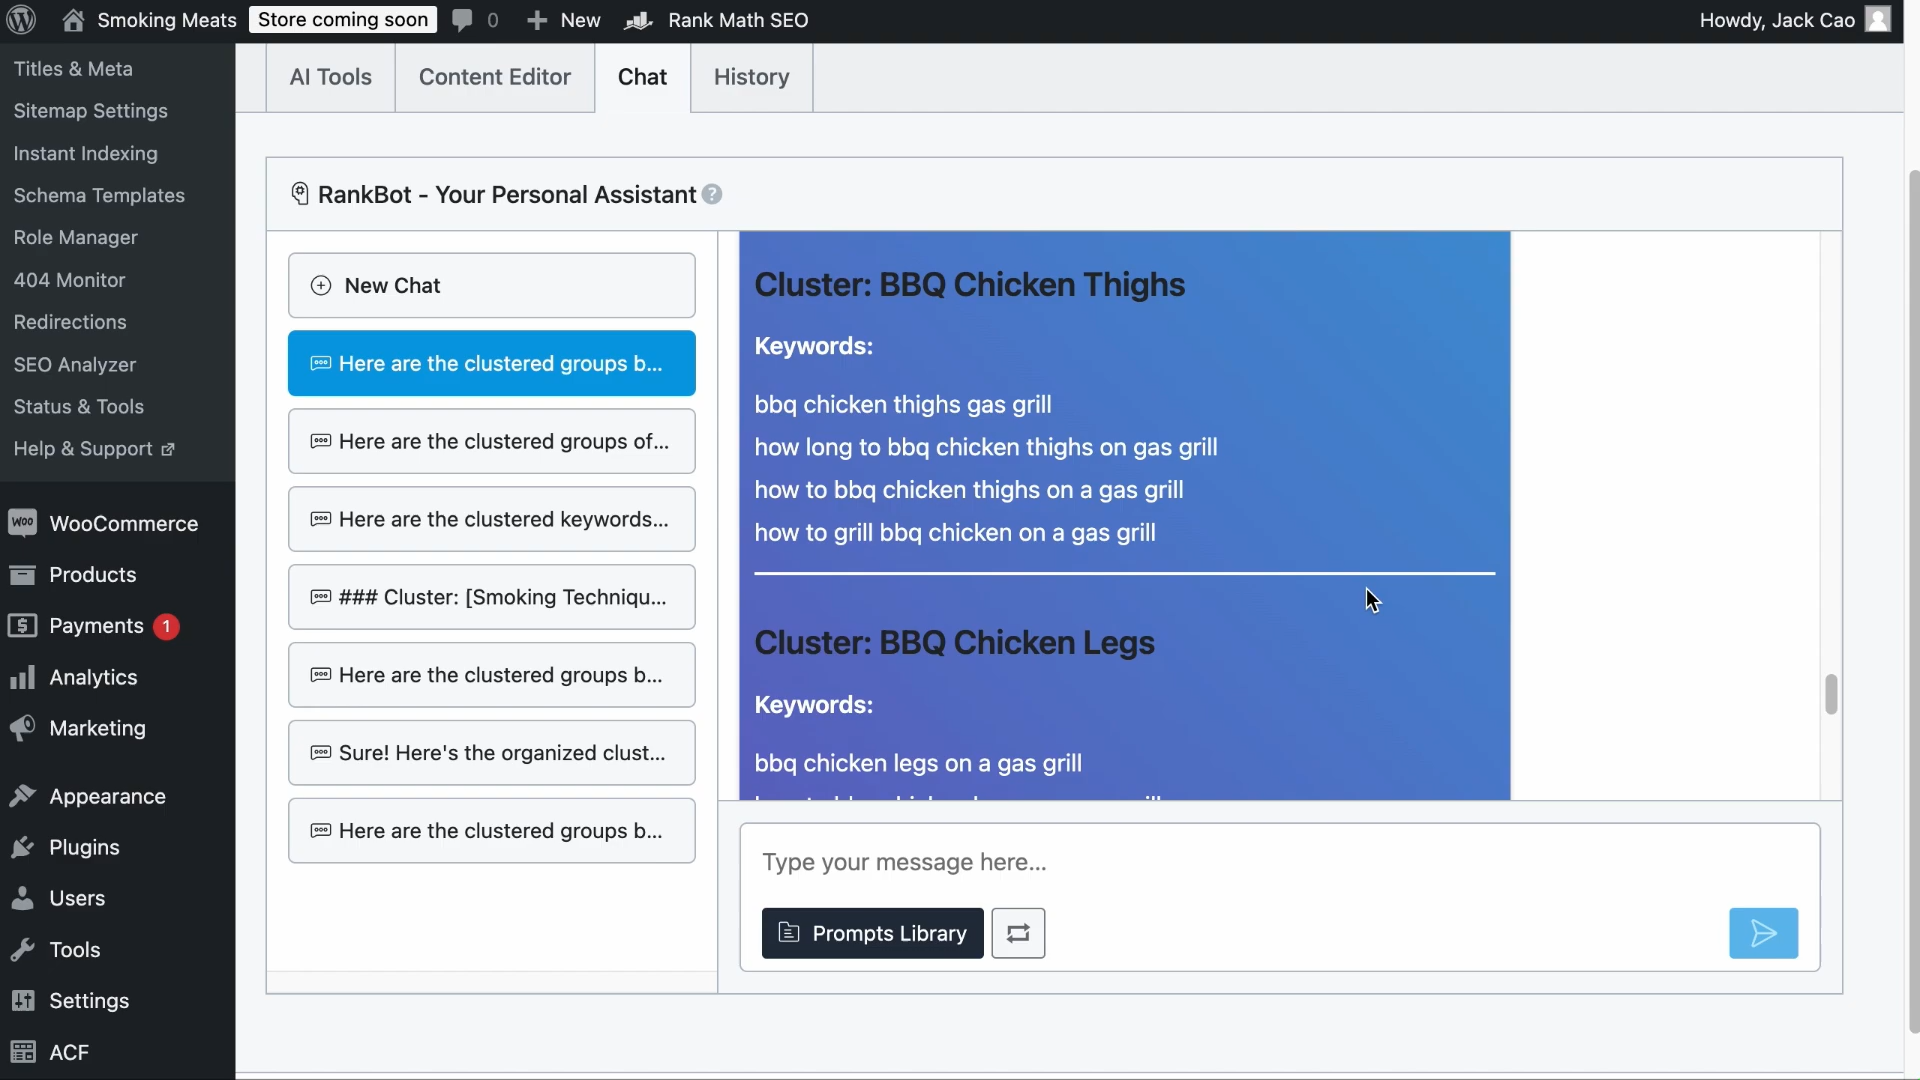 Smoking Meats
Store coming soon
0
New
Rank Math SEO
Howdy, Jack Cao
Titles & Meta
Sitemap Settings
Instant Indexing
Schema Templates
Role Manager
404 Monitor
Redirections
SEO Analyzer
Status & Tools
Help & Support
WooCommerce
Products
Payments 1
Analytics
Marketing
Appearance
Plugins
Users
Tools
Settings
ACF
AI Tools
Content Editor
Chat
History
RankBot - Your Personal Assistant ?
New Chat
Here are the clustered groups b...
Here are the clustered groups of...
Here are the clustered keywords...
### Cluster: [Smoking Techniqu...
Here are the clustered groups b...
Sure! Here's the organized clust...
Here are the clustered groups b...
Cluster: BBQ Chicken Thighs
Keywords:
bbq chicken thighs gas grill
how long to bbq chicken thighs on gas grill
how to bbq chicken thighs on a gas grill
how to grill bbq chicken on a gas grill
Cluster: BBQ Chicken Legs
Keywords:
bbq chicken legs on a gas grill
Type your message here...
Prompts Library